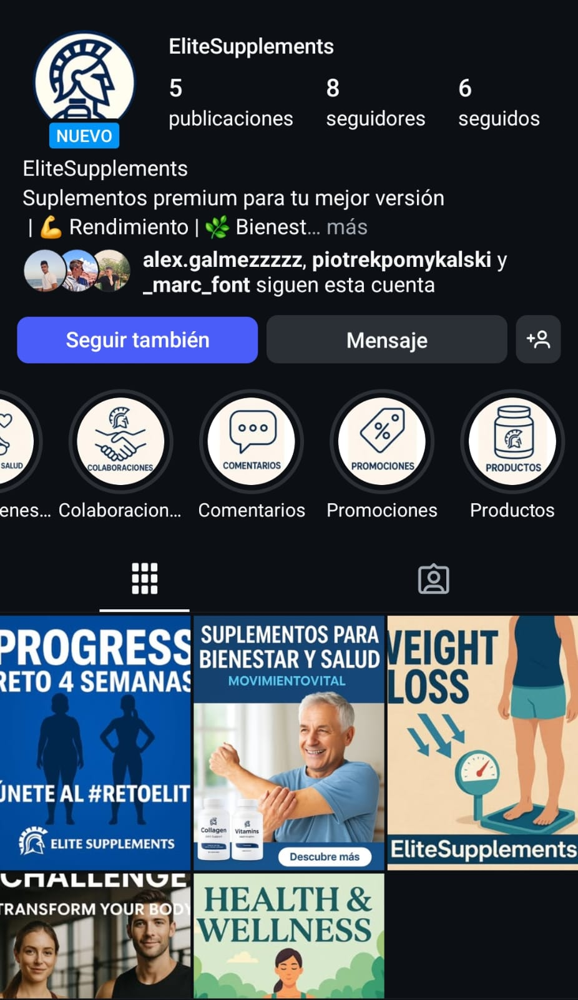 EliteSupplements
5
publicaciones
8
seguidores
6
seguidos
NUEVO
EliteSupplements
Suplementos premium para tu mejor versión
| 💪 Rendimiento | 🌿 Bienest... más
alex.galmezzzzz, piotrekpomykalski y
_marc_font siguen esta cuenta
Seguir también
Mensaje
SALUD
COLABORACIONES
COMENTARIOS
PROMOCIONES
PRODUCTOS
enes...
Colaboracion...
Comentarios
Promociones
Productos
PROGRESS
RETO 4 SEMANAS
ÚNETE AL #RETOELIT
ELITE SUPPLEMENTS
SUPLEMENTOS PARA
BIENESTAR Y SALUD
MOVIMIENTOVITAL
Collagen
Vitamins
Descubre más
WEIGHT
LOSS
EliteSupplements
CHALLENGE
TRANSFORM YOUR BODY
HEALTH &
WELLNESS